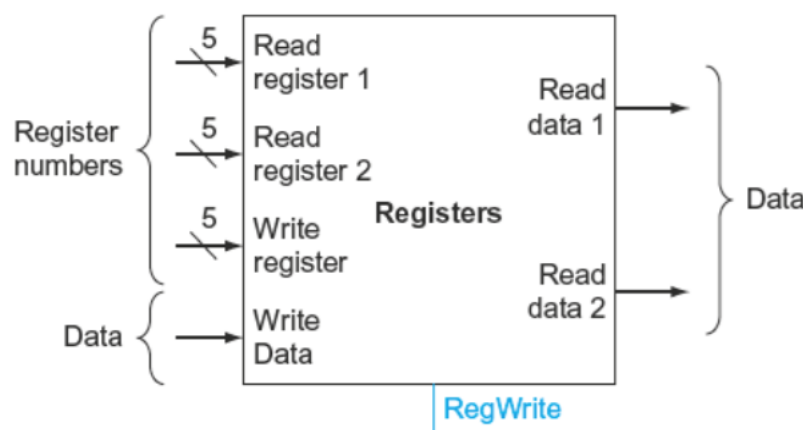 5
Read
register 1
5
Read
register 2
Register
numbers
5
Write
register
Registers
Data
Write
Data
Read
data 1
Read
data 2
Data
RegWrite